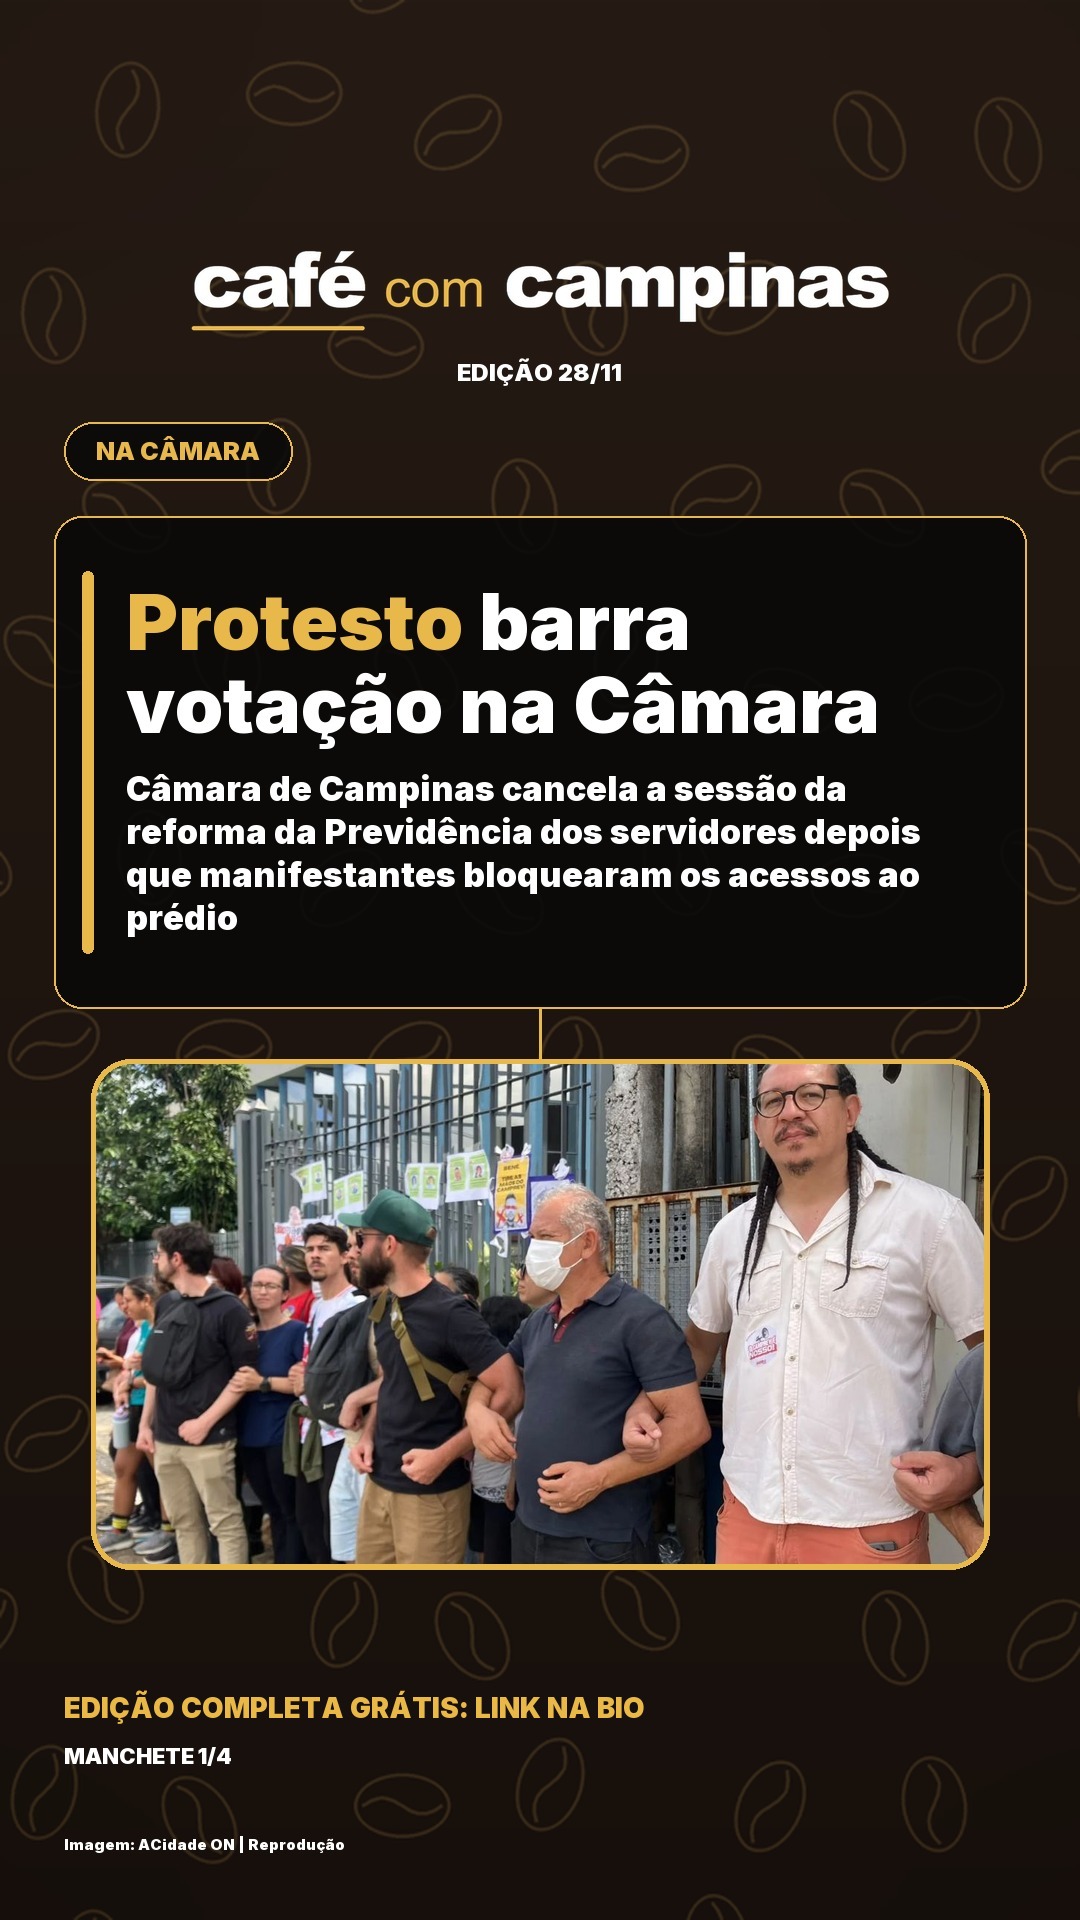 café com campinas
EDIÇÃO 28/11
NA CÂMARA
Protesto barra
votação na Câmara
Câmara de Campinas cancela a sessão da
reforma da Previdência dos servidores depois
que manifestantes bloquearam os acessos ao
prédio
EDIÇÃO COMPLETA GRÁTIS: LINK NA BIO
MANCHETE 1/4
Imagem: ACidade ON | Reprodução